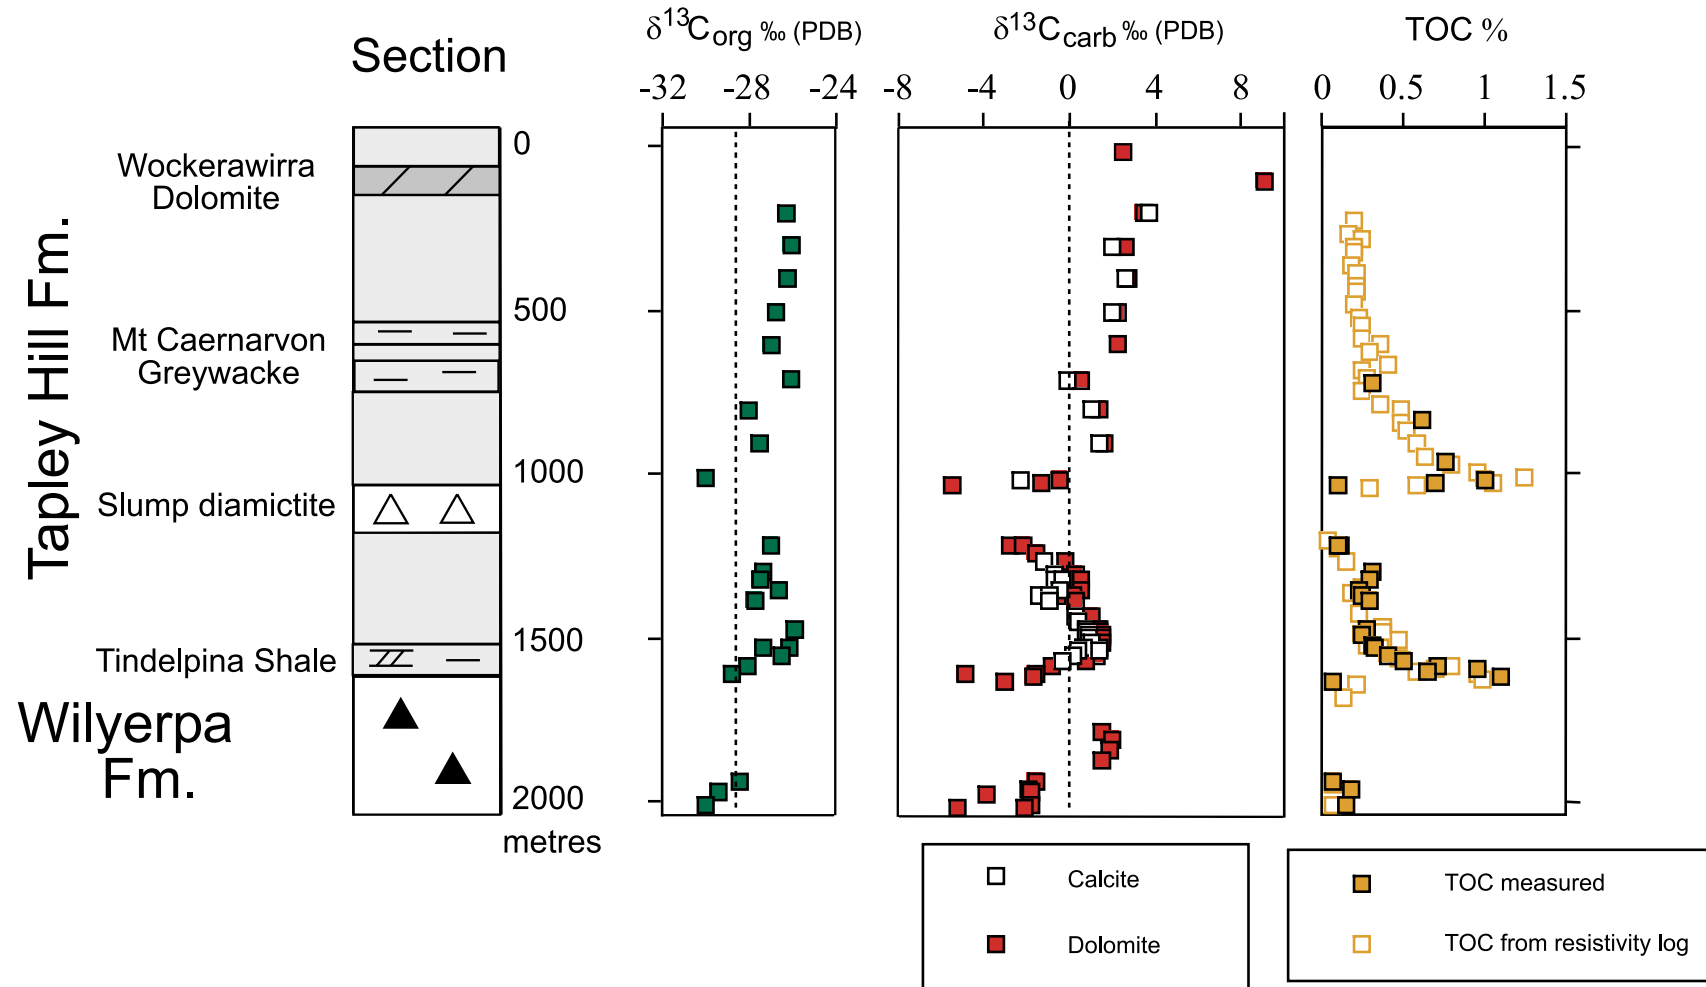 Section
δ13Corg ‰ (PDB)
δ13Ccarb ‰ (PDB)
TOC %
-32 -28 -24
-8 -4 0 4 8
0 0.5 1 1.5
Tapley Hill Fm.
Wockerawirra
Dolomite
Mt Caernarvon
Greywacke
Slump diamictite
Tindelpina Shale
Wilyerpa
Fm.
0
500
1000
1500
2000
metres
Calcite
Dolomite
TOC measured
TOC from resistivity log